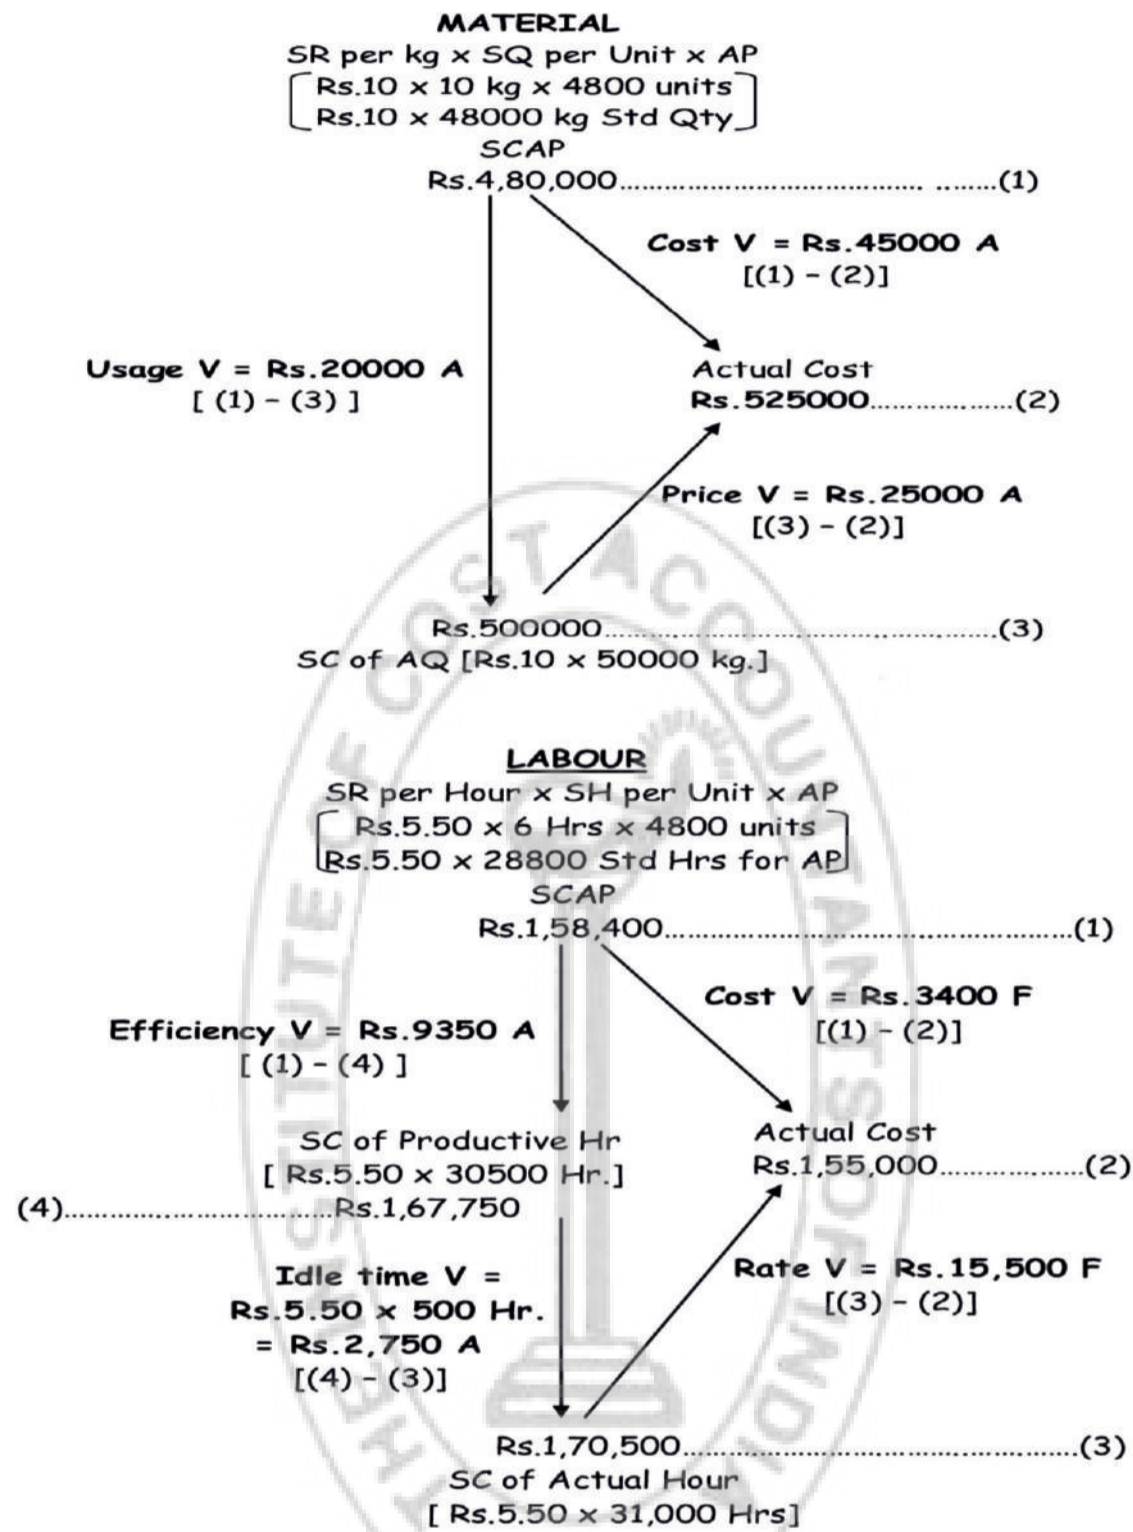 MATERIAL
SR per kg x SQ per Unit x AP
Rs.10 x 10 kg x 4800 units
Rs.10 x 48000 kg Std Qty
SCAP
Rs.4,80,000.......................................... ........(1)
Cost V = Rs.45000 A
[(1) - (2)]
Usage V = Rs.20000 A
[ (1) - (3) ]
Actual Cost
Rs.525000..................(2)
Price V = Rs.25000 A
[(3) - (2)]
Rs.500000..................................................(3)
SC of AQ [Rs.10 x 50000 kg.]
LABOUR
SR per Hour x SH per Unit x AP
Rs.5.50 x 6 Hrs x 4800 units
Rs.5.50 x 28800 Std Hrs for AP
SCAP
Rs.1,58,400....................................................(1)
Cost V = Rs.3400 F
[(1) - (2)]
Efficiency V = Rs.9350 A
[ (1) - (4) ]
SC of Productive Hr
[ Rs.5.50 x 30500 Hr.]
(4)..................................Rs.1,67,750
Actual Cost
Rs.1,55,000..................(2)
Idle time V =
Rs.5.50 x 500 Hr.
= Rs.2,750 A
[(4) - (3)]
Rate V = Rs.15,500 F
[(3) - (2)]
Rs.1,70,500....................................................(3)
SC of Actual Hour
[ Rs.5.50 x 31,000 Hrs]
THE INSTITUTE OF COST ACCOUNTANTS OF INDIA